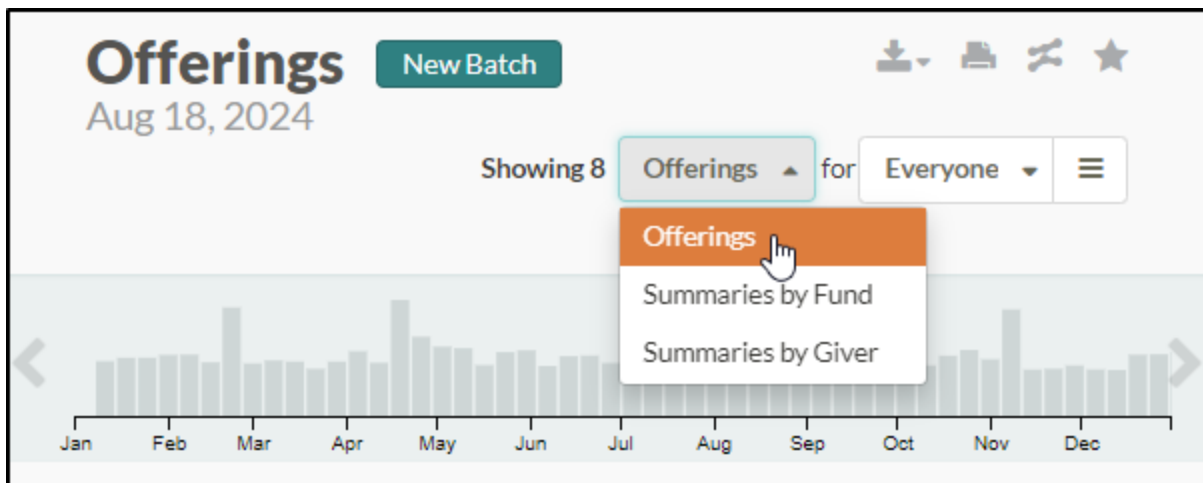 Offerings New Batch
Aug 18, 2024
Showing 8 Offerings for Everyone
Offerings
Summaries by Fund
Summaries by Giver
Jan Feb Mar Apr May Jun Jul Aug Sep Oct Nov Dec